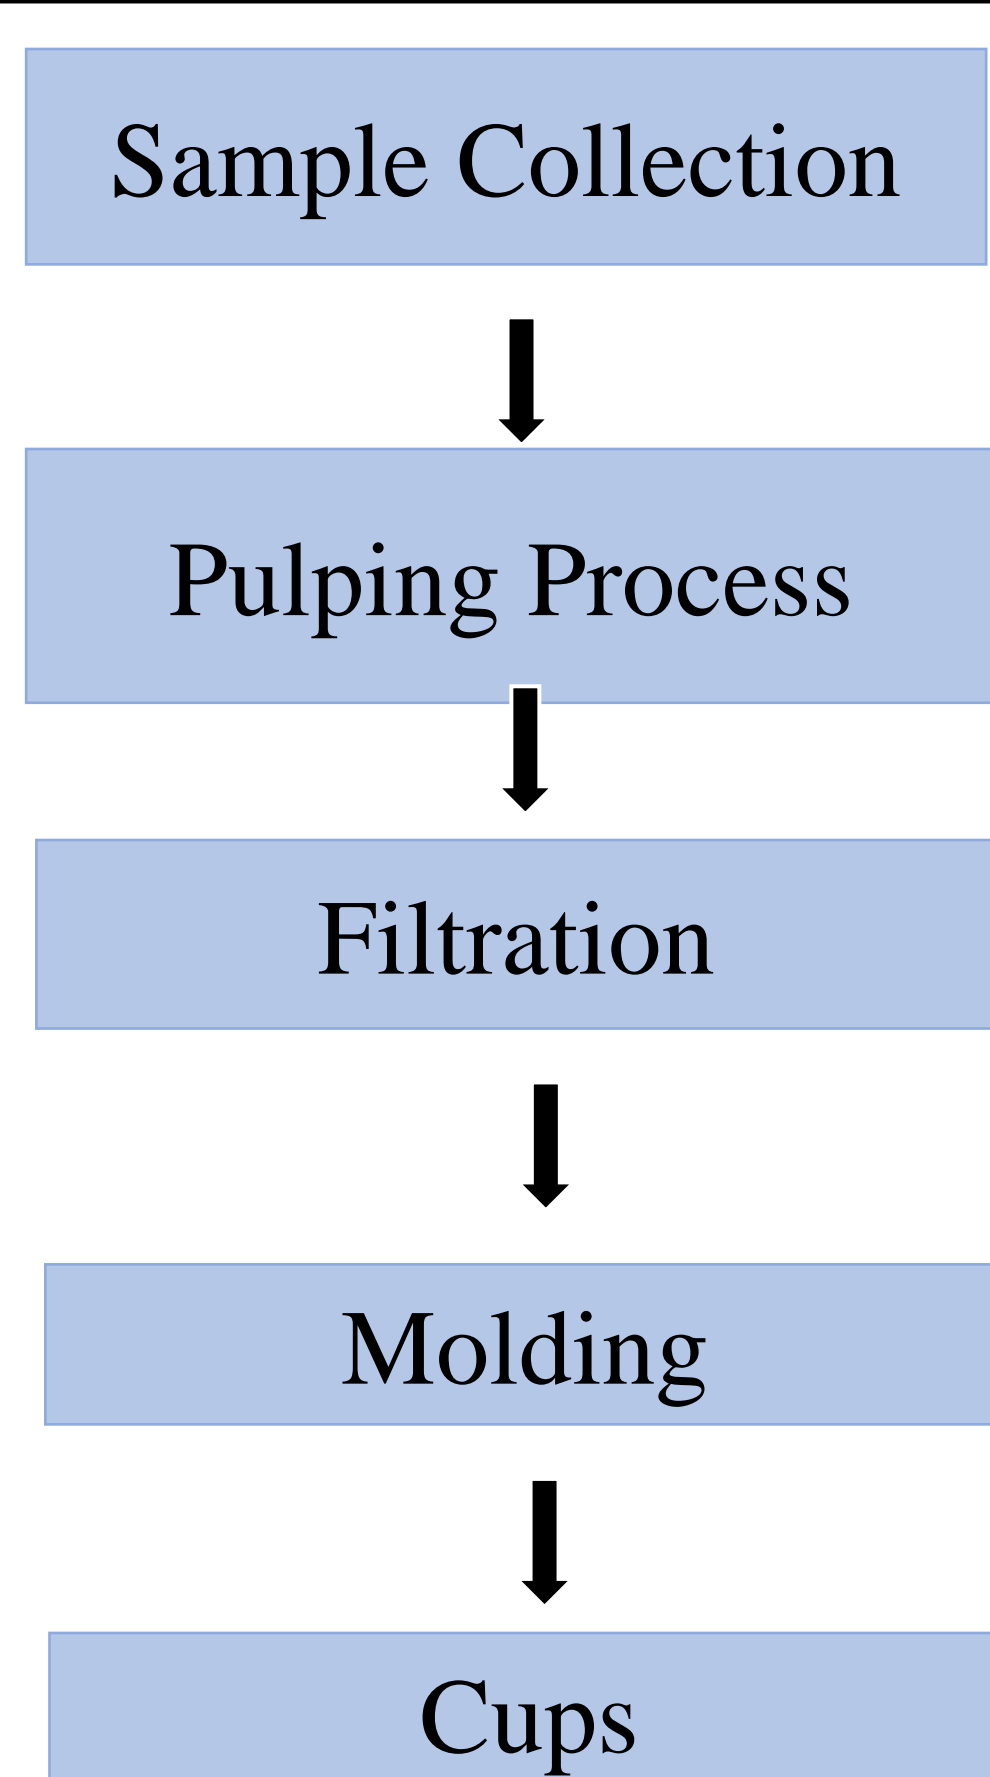 Sample Collection
Pulping Process
Filtration
Molding
Cups